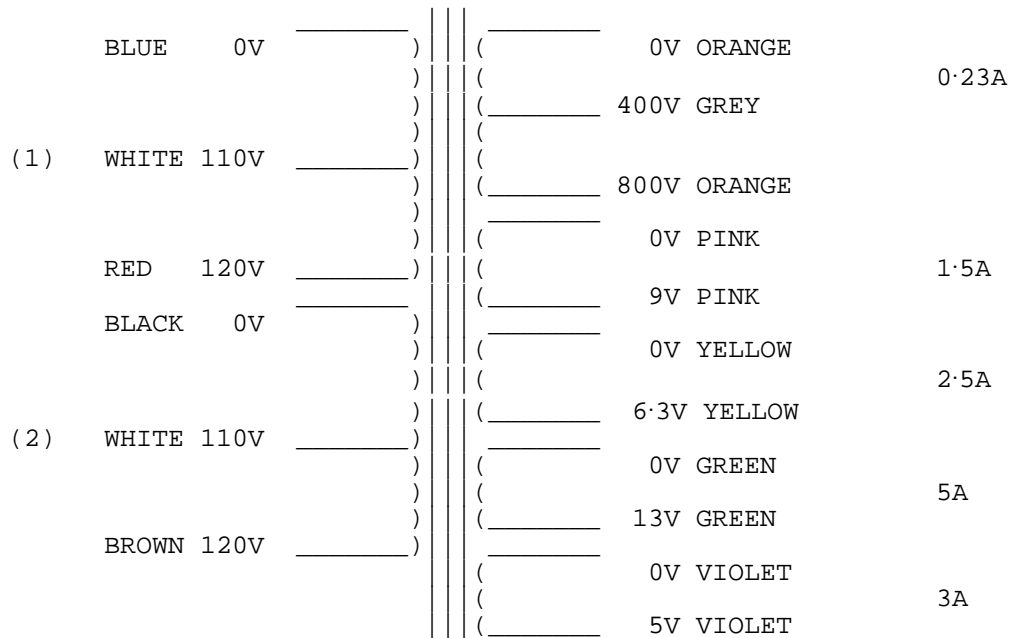 BLUE 0V 0V ORANGE
0·23A
400V GREY
(1) WHITE 110V
800V ORANGE
0V PINK
RED 120V 1·5A
9V PINK
BLACK 0V
0V YELLOW
2·5A
6·3V YELLOW
(2) WHITE 110V
0V GREEN
5A
13V GREEN
BROWN 120V
0V VIOLET
3A
5V VIOLET